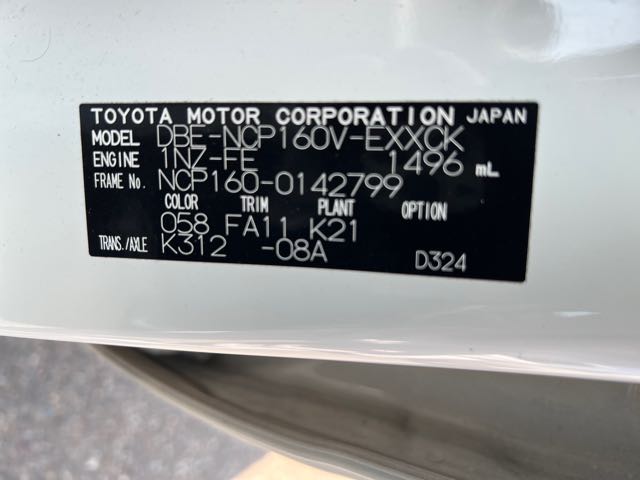 TOYOTA MOTOR CORPORATION JAPAN
MODEL DBE-NCP160V-EXXCK
ENGINE 1NZ-FE 1496 mL
FRAME No. NCP160-0142799
COLOR TRIM PLANT OPTION
058 FA11 K21
TRANS./AXLE K312 -08A D324